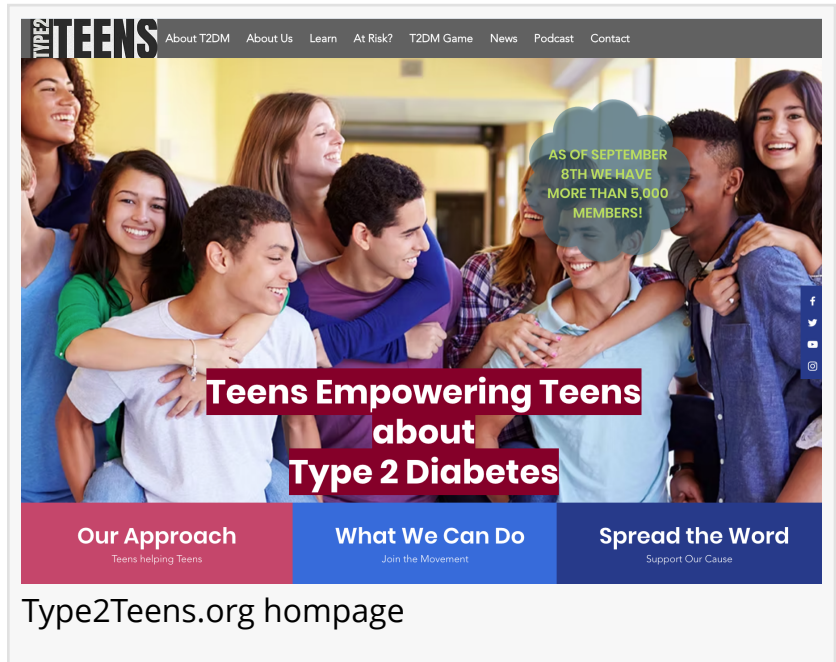 TYPE2 TEENS
About T2DM About Us Learn At Risk? T2DM Game News Podcast Contact
AS OF SEPTEMBER
8TH WE HAVE
MORE THAN 5,000
MEMBERS!
Teens Empowering Teens
about
Type 2 Diabetes
Our Approach What We Can Do Spread the Word
Teens helping Teens Join the Movement Support Our Cause
Type2Teens.org hompage